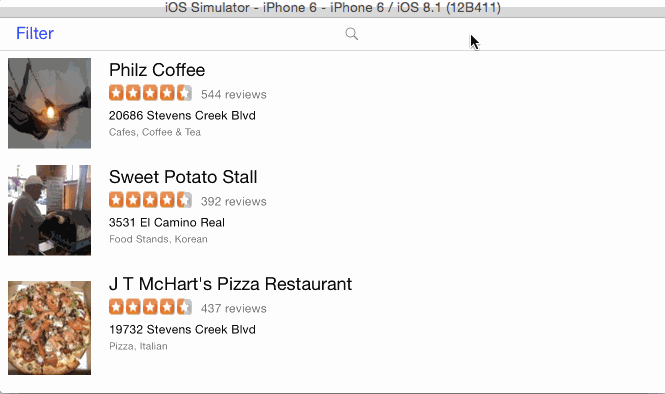 iOS Simulator - iPhone 6 - iPhone 6 / iOS 8.1 (12B411)
Filter
Philz Coffee
544 reviews
20686 Stevens Creek Blvd
Cafes, Coffee & Tea
Sweet Potato Stall
392 reviews
3531 El Camino Real
Food Stands, Korean
J T McHart's Pizza Restaurant
437 reviews
19732 Stevens Creek Blvd
Pizza, Italian